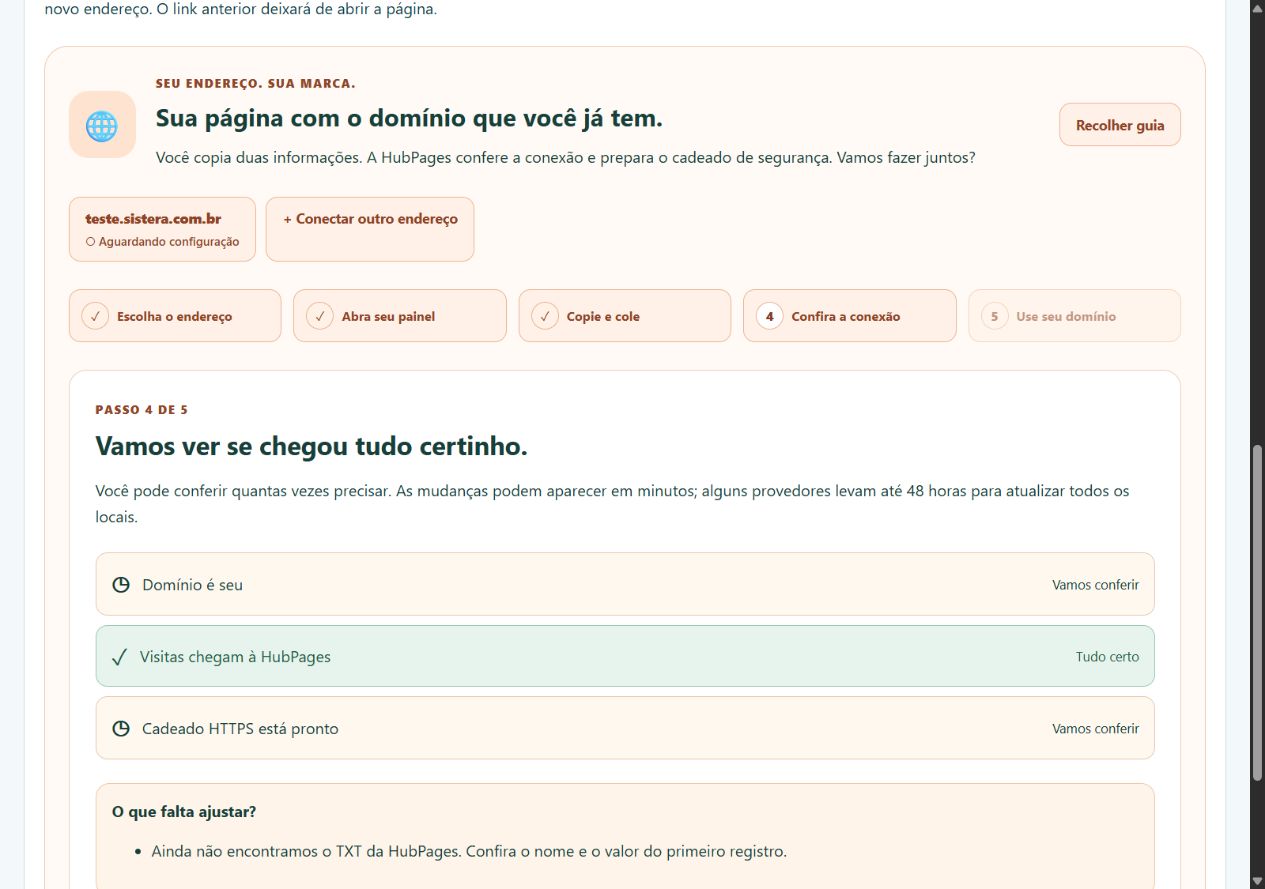 novo endereço. O link anterior deixará de abrir a página.
SEU ENDEREÇO. SUA MARCA.
Sua página com o domínio que você já tem.
Você copia duas informações. A HubPages confere a conexão e prepara o cadeado de segurança. Vamos fazer juntos?
Recolher guia
teste.sistera.com.br
Aguardando configuração
+ Conectar outro endereço
✓ Escolha o endereço
✓ Abra seu painel
✓ Copie e cole
4 Confira a conexão
5 Use seu domínio
PASSO 4 DE 5
Vamos ver se chegou tudo certinho.
Você pode conferir quantas vezes precisar. As mudanças podem aparecer em minutos; alguns provedores levam até 48 horas para atualizar todos os
locais.
Domínio é seu
Vamos conferir
✓ Visitas chegam à HubPages
Tudo certo
Cadeado HTTPS está pronto
Vamos conferir
O que falta ajustar?
• Ainda não encontramos o TXT da HubPages. Confira o nome e o valor do primeiro registro.